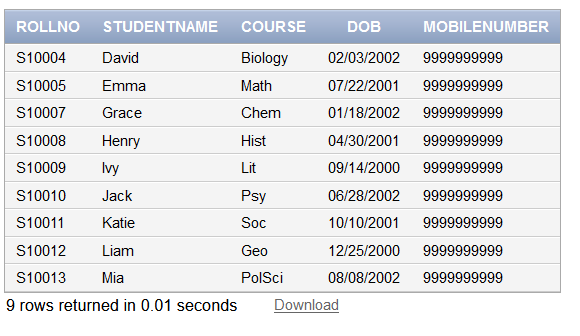 ROLLNO STUDENTNAME COURSE DOB MOBILENUMBER
S10004 David Biology 02/03/2002 9999999999
S10005 Emma Math 07/22/2001 9999999999
S10007 Grace Chem 01/18/2002 9999999999
S10008 Henry Hist 04/30/2001 9999999999
S10009 Ivy Lit 09/14/2000 9999999999
S10010 Jack Psy 06/28/2002 9999999999
S10011 Katie Soc 10/10/2001 9999999999
S10012 Liam Geo 12/25/2000 9999999999
S10013 Mia PolSci 08/08/2002 9999999999
9 rows returned in 0.01 seconds Download